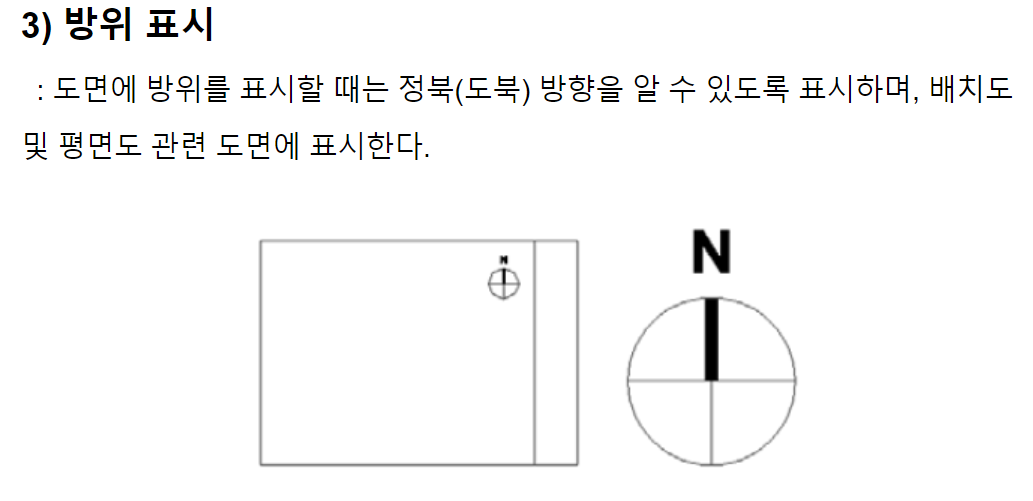 3) 방위 표시
: 도면에 방위를 표시할 때는 정북(도북) 방향을 알 수 있도록 표시하며, 배치도
및 평면도 관련 도면에 표시한다.
N
N